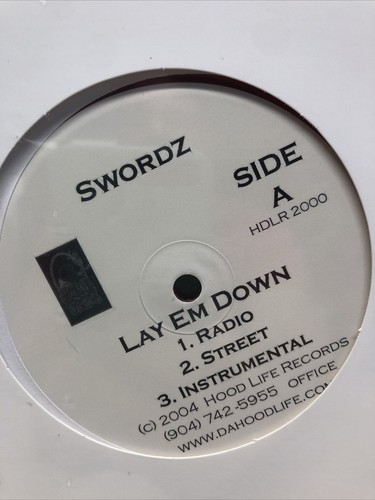 SWORDZ
SIDE
A
HDLR 2000
LAY EM DOWN
1. RADIO
2. STREET
3. INSTRUMENTAL
(c) 2004 HOOD LIFE RECORDS
(904) 742-5955 OFFICE
WWW.DAHOODLIFE.COM